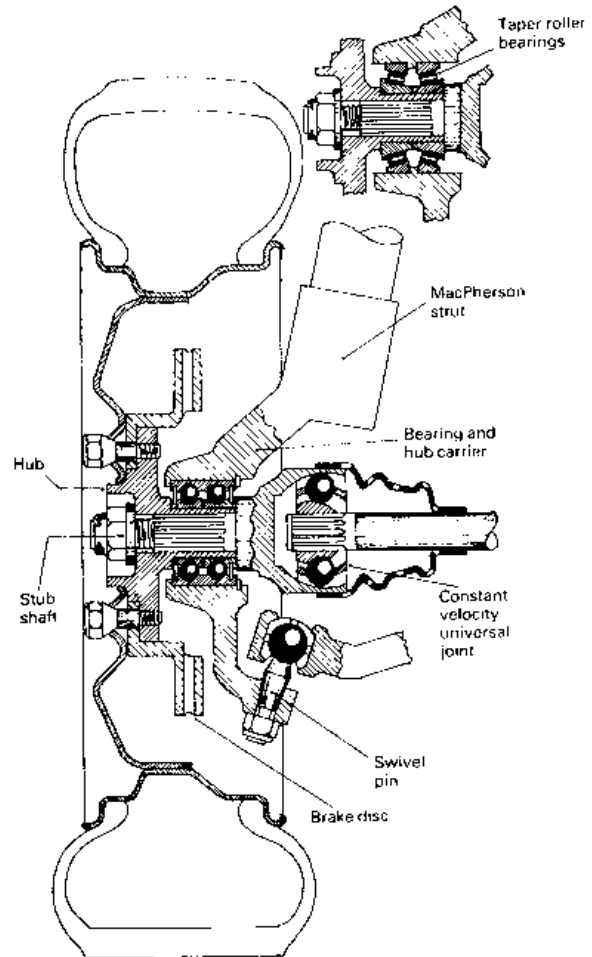 Taper roller
bearings
MacPherson
strut
Bearing and
hub carrier
Hub
Stub
shaft
Constant
velocity
universal
joint
Swivel
pin
Brake disc